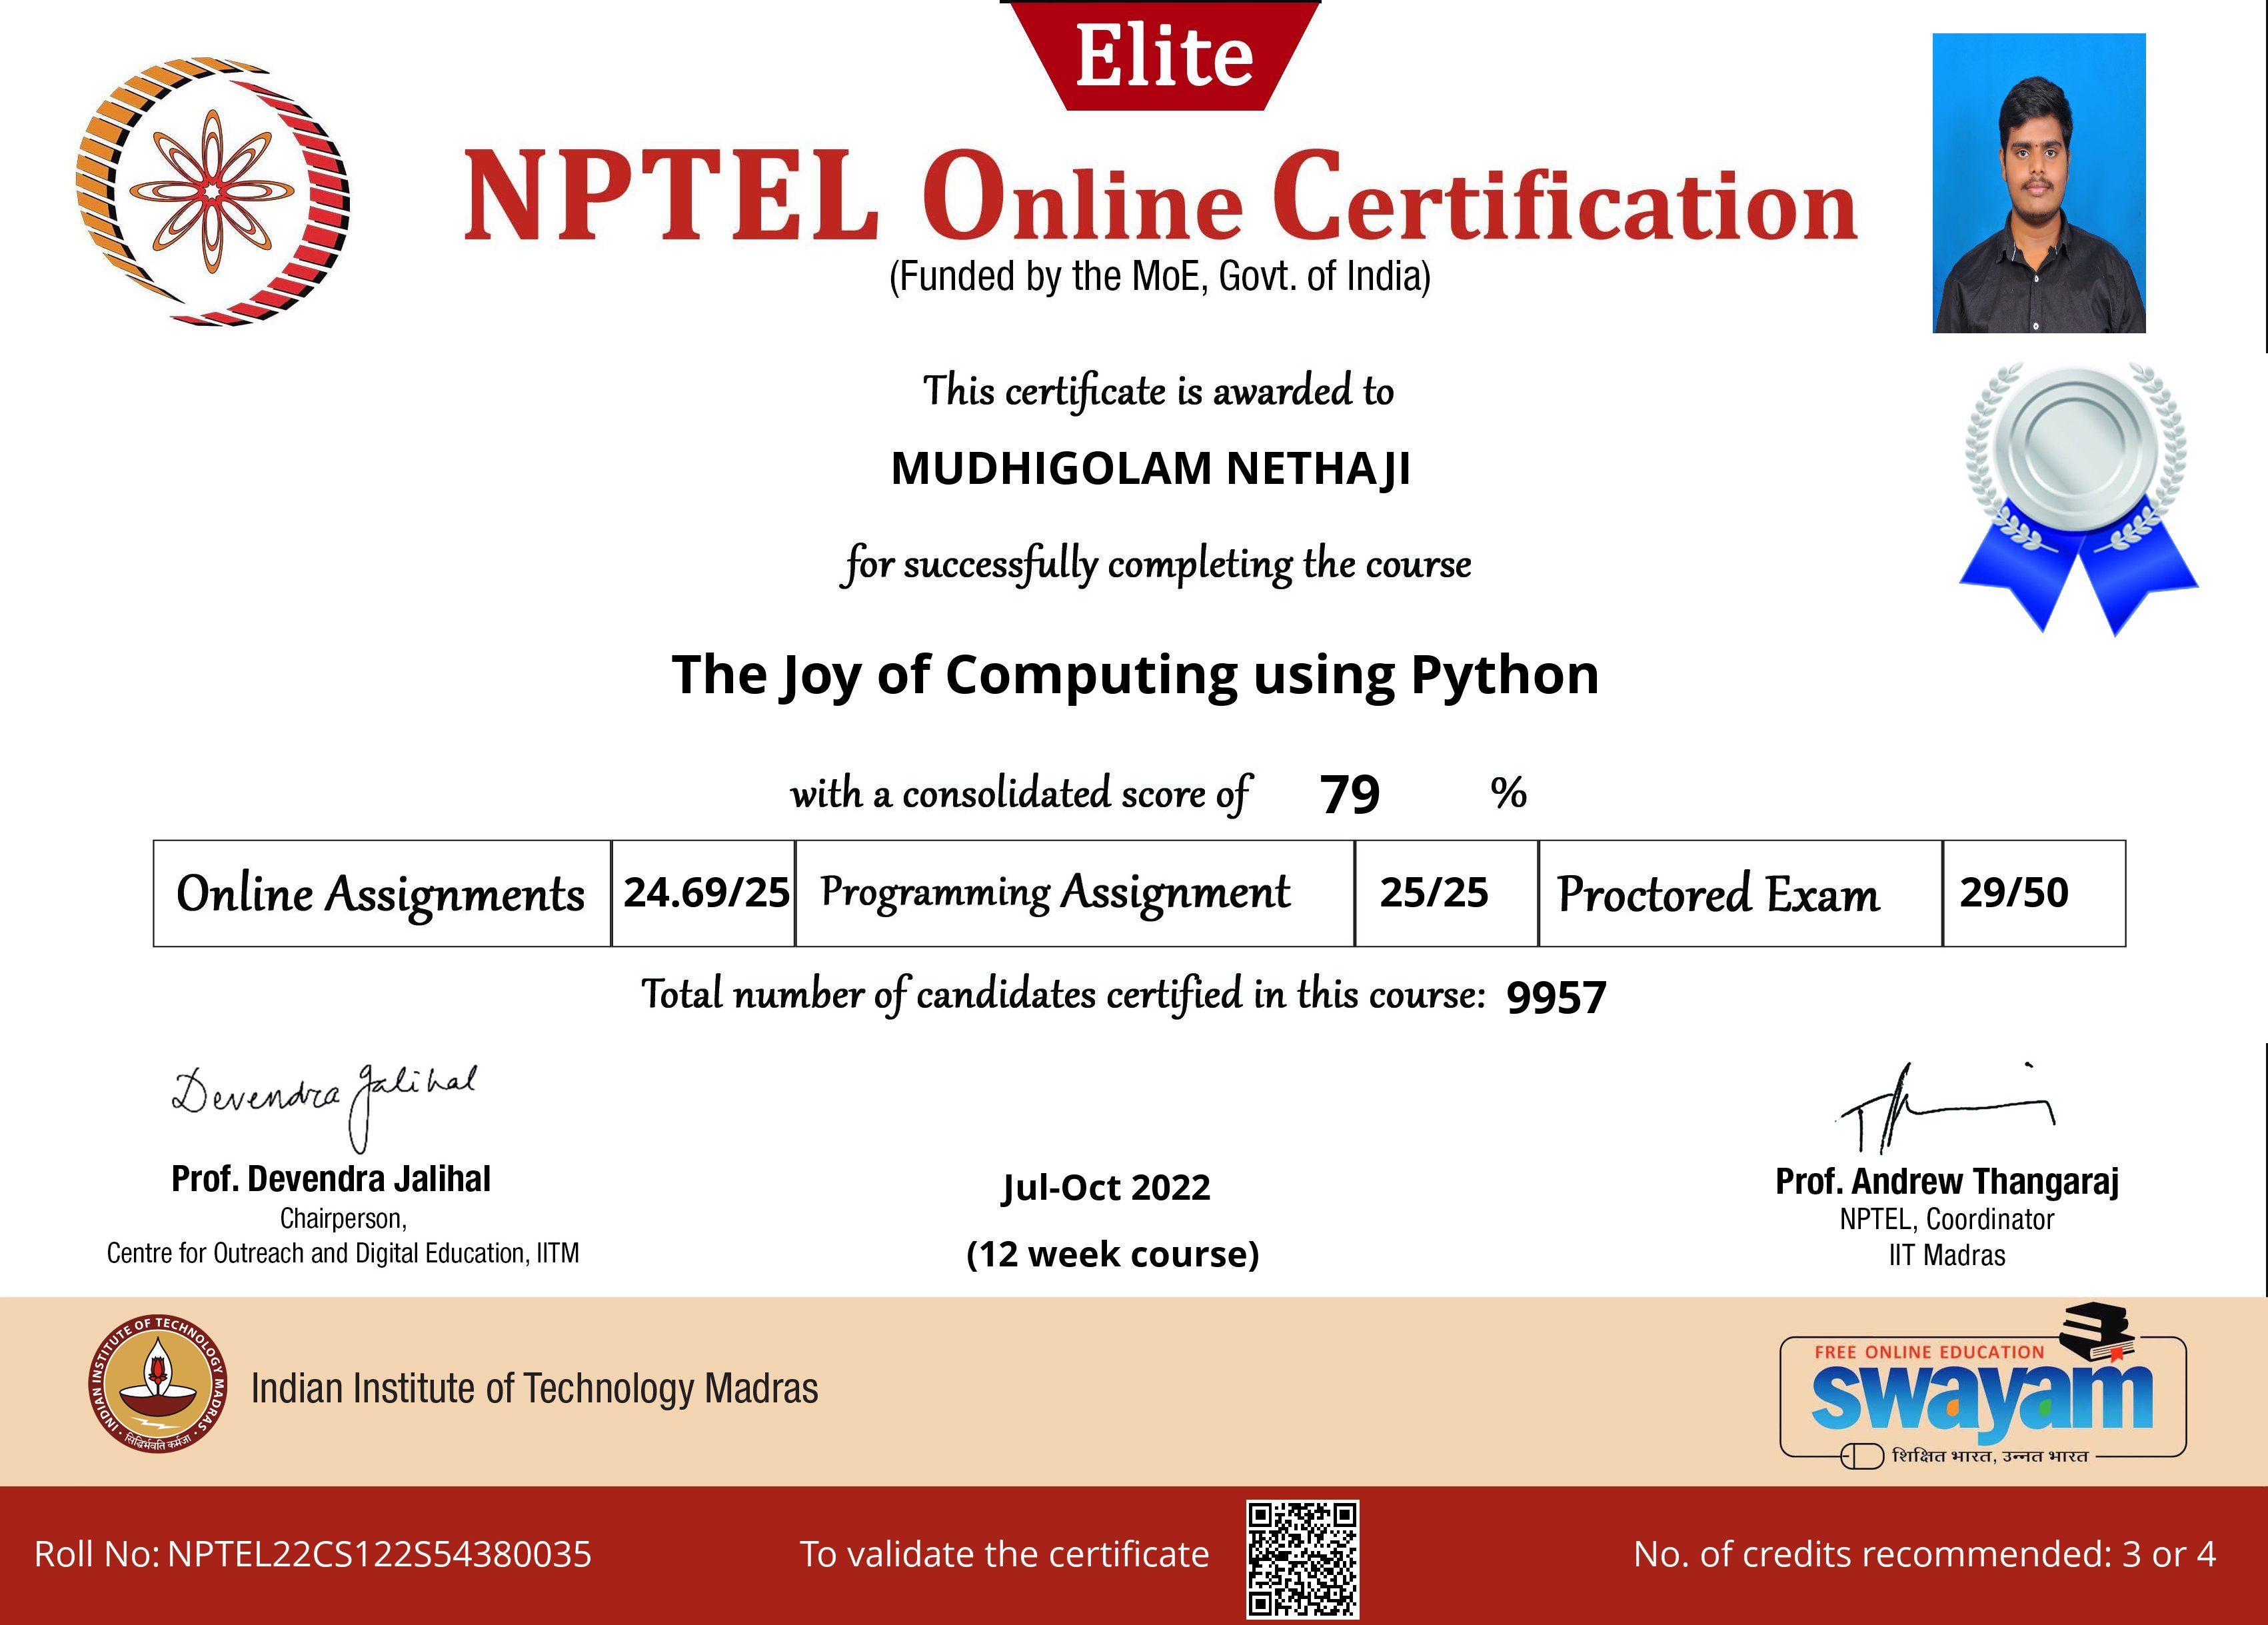 Elite
NPTEL Online Certification
(Funded by the MoE, Govt. of India)
This certificate is awarded to
MUDHIGOLAM NETHAJI
for successfully completing the course
The Joy of Computing using Python
with a consolidated score of 79 %
Online Assignments 24.69/25 Programming Assignment 25/25 Proctored Exam 29/50
Total number of candidates certified in this course: 9957
Devendra Jalihal
Prof. Devendra Jalihal
Chairperson,
Centre for Outreach and Digital Education, IITM
Jul-Oct 2022
(12 week course)
Prof. Andrew Thangaraj
NPTEL, Coordinator
IIT Madras
INDIAN INSTITUTE OF TECHNOLOGY MADRAS
सिद्धिर्भवति कर्मजा
Indian Institute of Technology Madras
FREE ONLINE EDUCATION
swayam
शिक्षित भारत, उन्नत भारत
Roll No: NPTEL22CS122S54380035
To validate the certificate
No. of credits recommended: 3 or 4